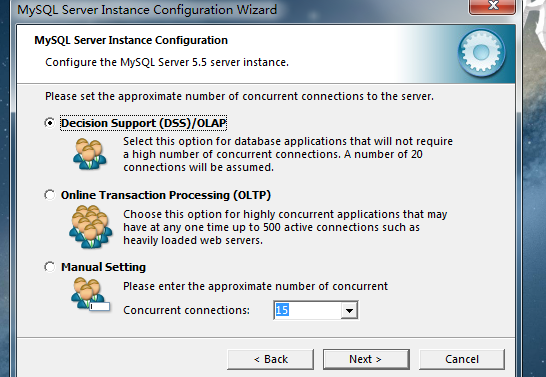 MySQL Server Instance Configuration Wizard
MySQL Server Instance Configuration
Configure the MySQL Server 5.5 server instance.
Please set the approximate number of concurrent connections to the server.
Decision Support (DSS)/OLAP
Select this option for database applications that will not require
a high number of concurrent connections. A number of 20
connections will be assumed.
Online Transaction Processing (OLTP)
Choose this option for highly concurrent applications that may
have at any one time up to 500 active connections such as
heavily loaded web servers.
Manual Setting
Please enter the approximate number of concurrent
Concurrent connections: 15
< Back Next > Cancel